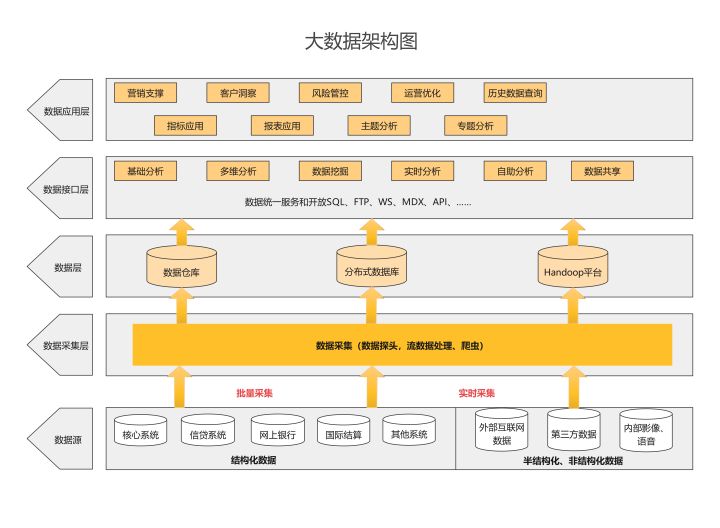 大数据架构图
数据应用层
营销支撑 客户洞察 风险管控 运营优化 历史数据查询
指标应用 报表应用 主题分析 专题分析
数据接口层
基础分析 多维分析 数据挖掘 实时分析 自助分析 数据共享
数据统一服务和开放SQL、FTP、WS、MDX、API、……
数据层
数据仓库 分布式数据库 Handoop平台
数据采集层
数据采集（数据探头，流数据处理、爬虫）
批量采集 实时采集
数据源
核心系统 信贷系统 网上银行 国际结算 其他系统
外部互联网
数据
第三方数据
内部影像、
语音
结构化数据
半结构化、非结构化数据